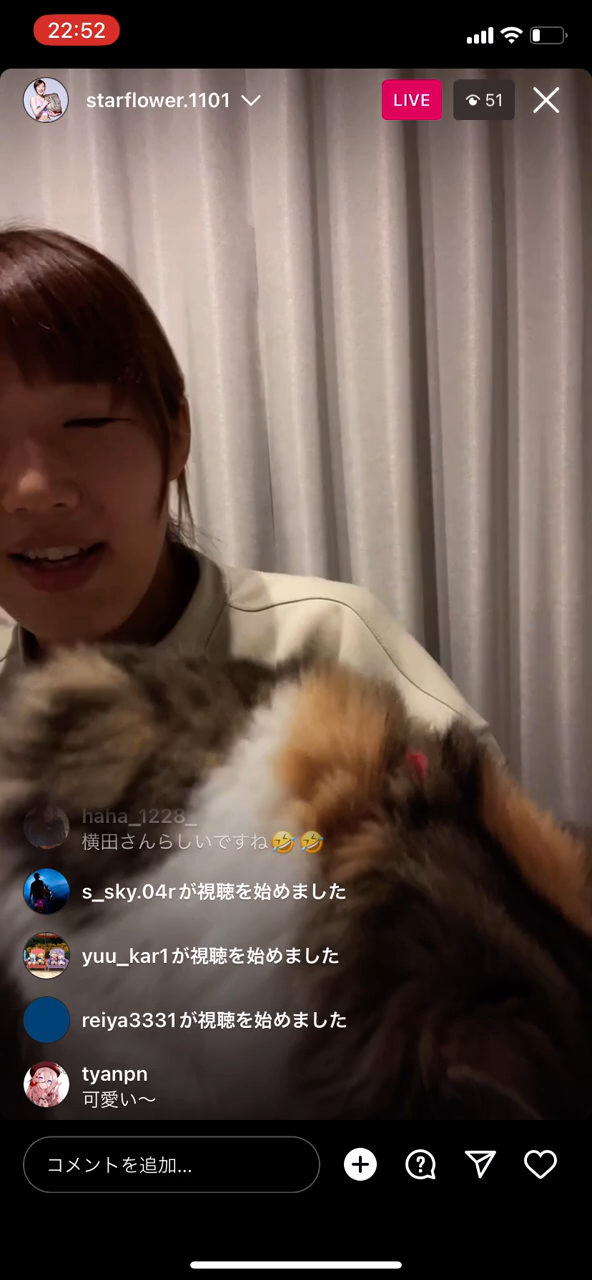 22:52
starflower.1101
LIVE
51
haha_1228_
横田さんらしいですね🤣🤣
s_sky.04rが視聴を始めました
yuu_kar1が視聴を始めました
reiya3331が視聴を始めました
tyanpn
可愛い〜
コメントを追加...